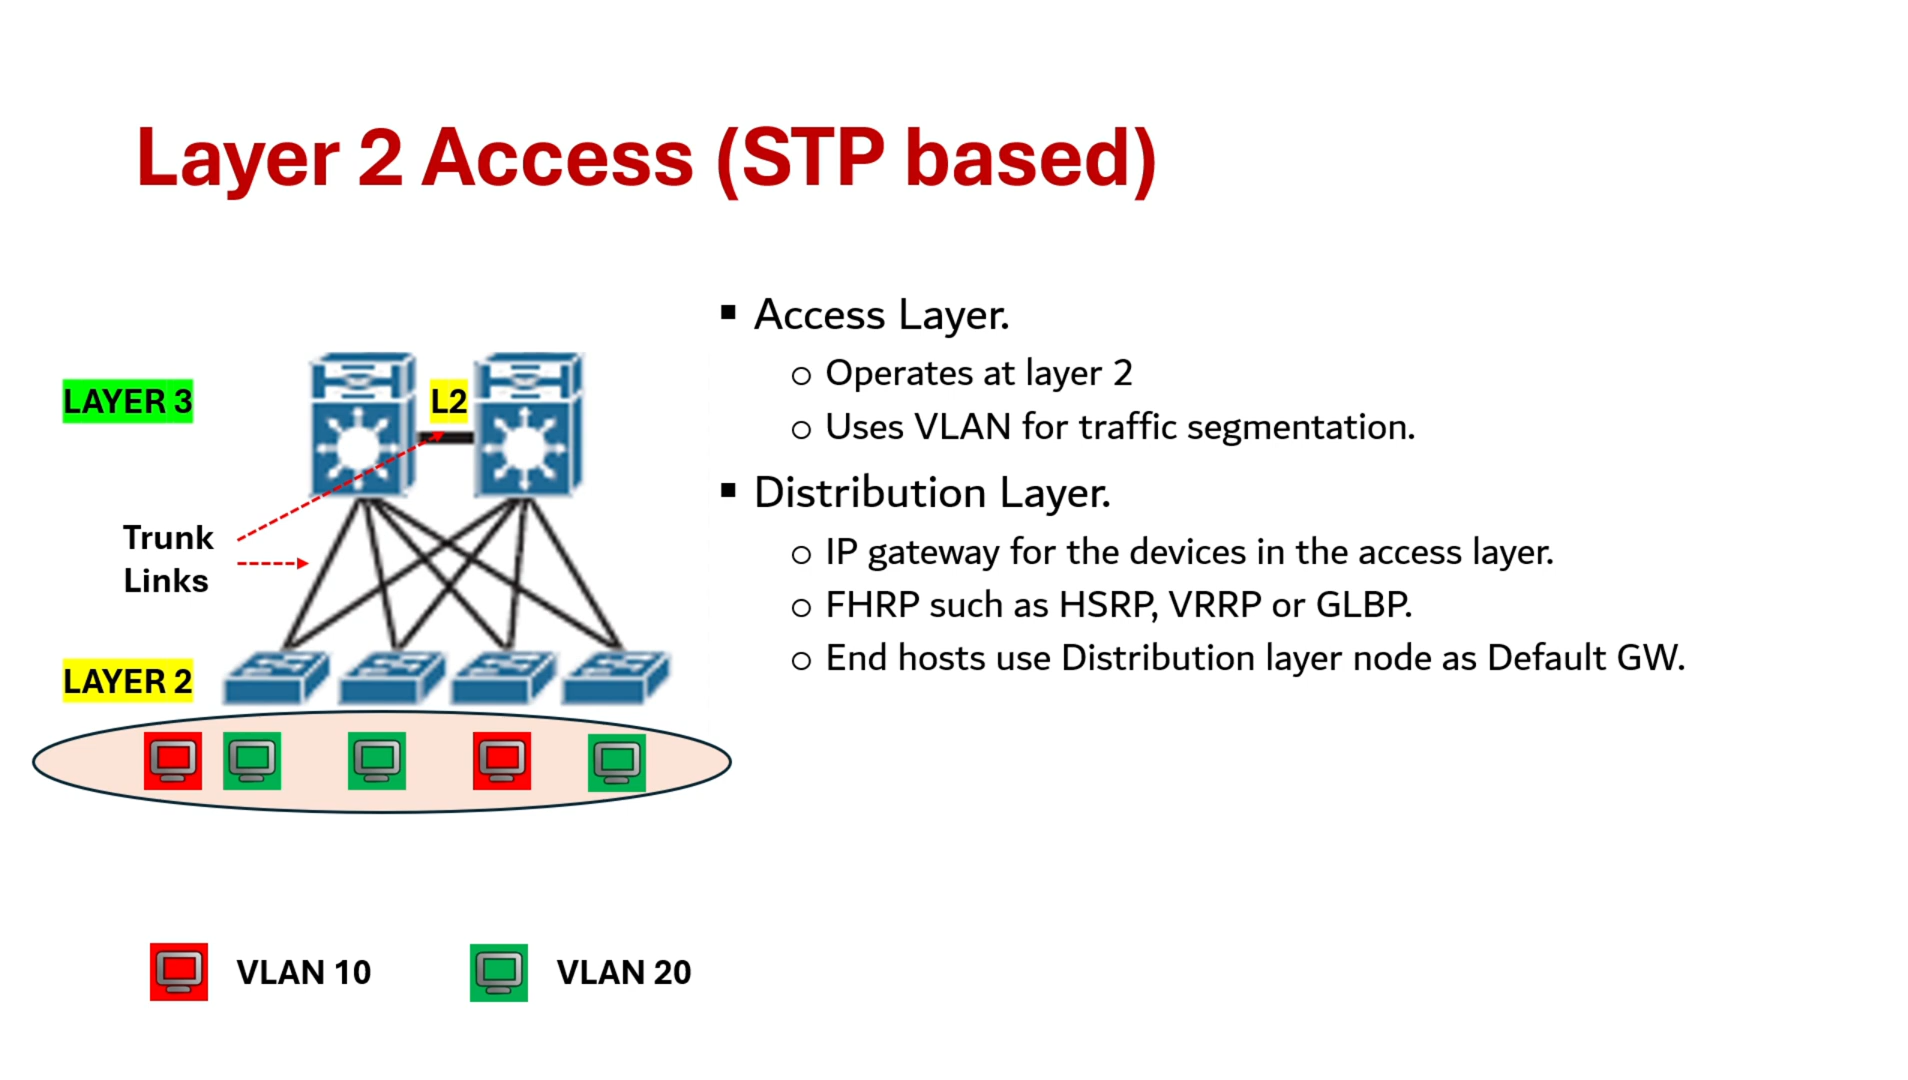 Layer 2 Access (STP based)
LAYER 3
L2
Trunk
Links
LAYER 2
VLAN 10
VLAN 20
▪ Access Layer.
○ Operates at layer 2
○ Uses VLAN for traffic segmentation.
▪ Distribution Layer.
○ IP gateway for the devices in the access layer.
○ FHRP such as HSRP, VRRP or GLBP.
○ End hosts use Distribution layer node as Default GW.